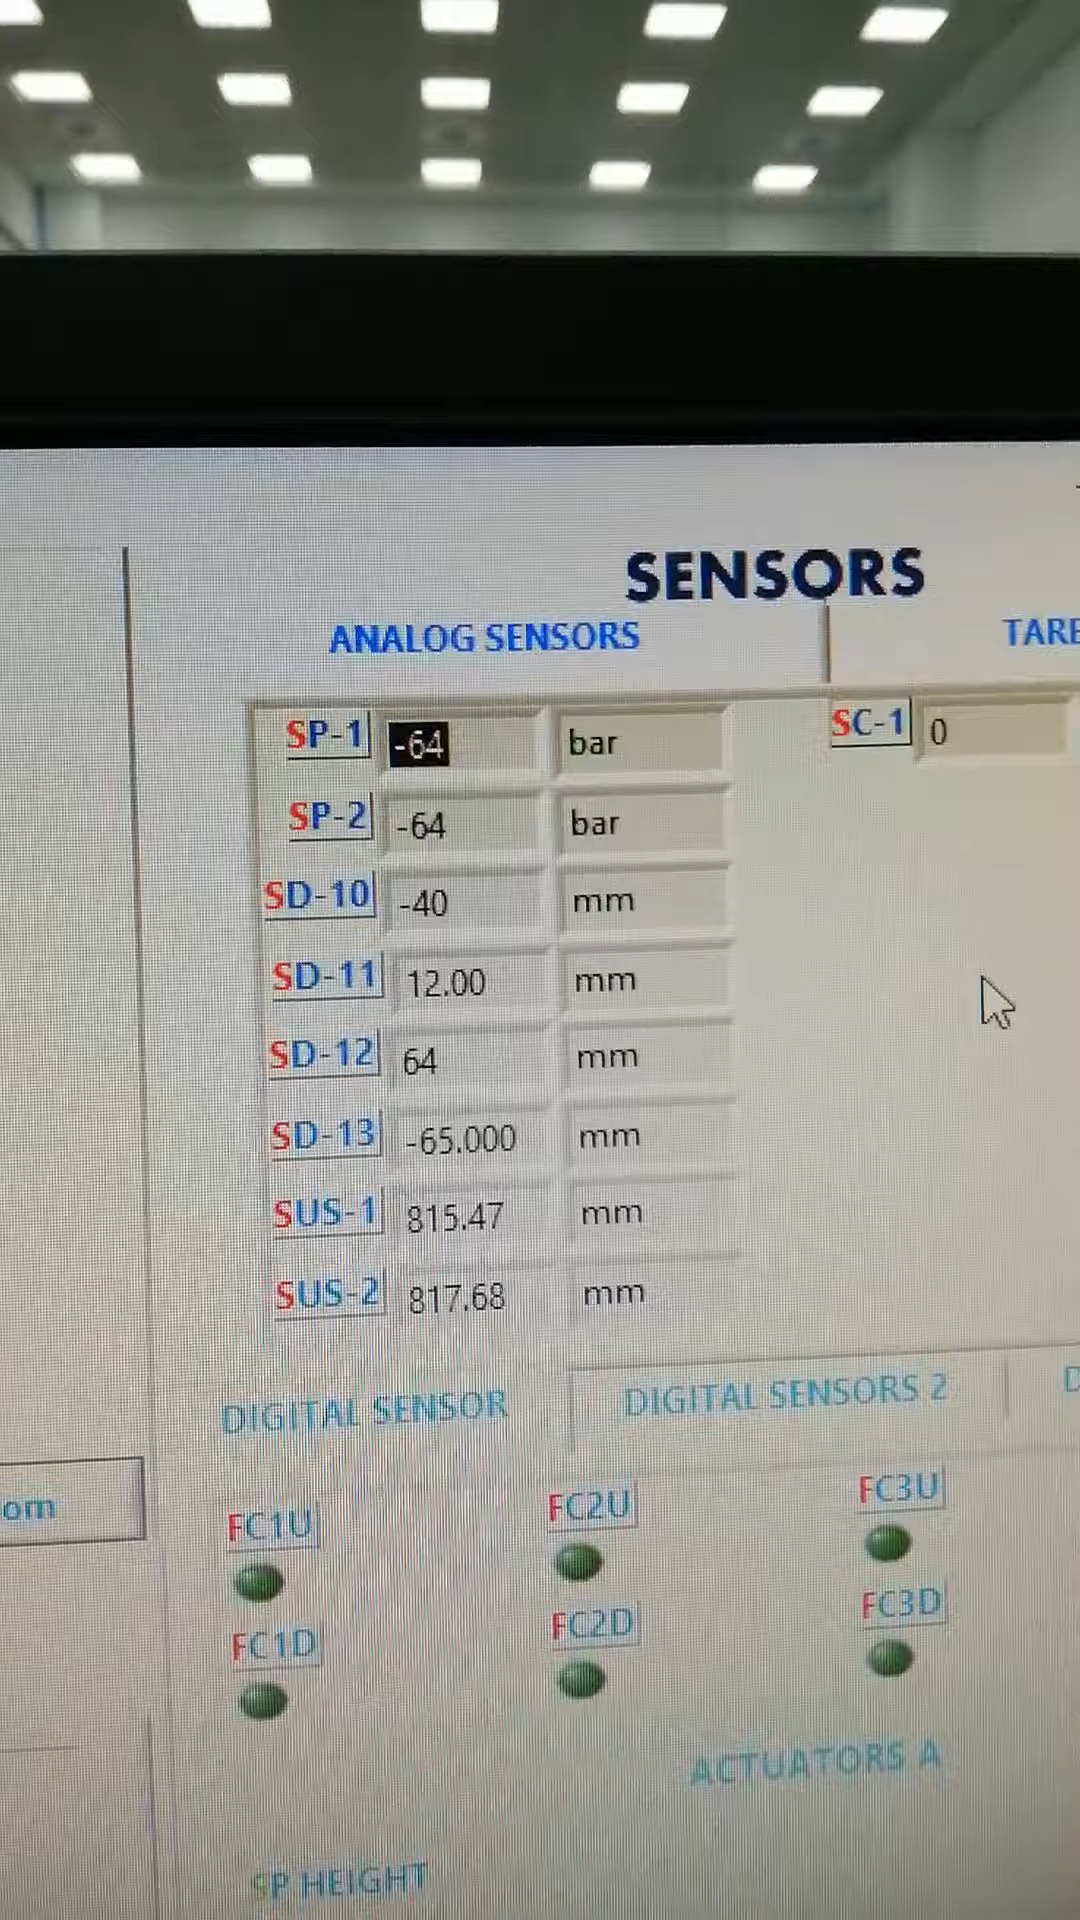 SENSORS
ANALOG SENSORS
TARE
SP-1 -64 bar SC-1 0
SP-2 -64 bar
SD-10 -40 mm
SD-11 12.00 mm
SD-12 64 mm
SD-13 -65.000 mm
SUS-1 815.47 mm
SUS-2 817.68 mm
DIGITAL SENSOR DIGITAL SENSORS 2 D
om
FC1U FC2U FC3U
FC1D FC2D FC3D
ACTUATORS A
SP HEIGHT